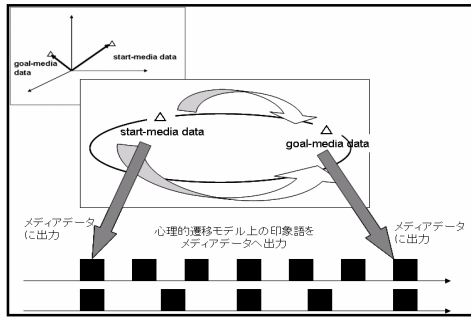 start-media data
goal-media
data
start-media data
goal-media data
メディアデータ
に出力
心理的遷移モデル上の印象語を
メディアデータへ出力
メディアデータ
に出力